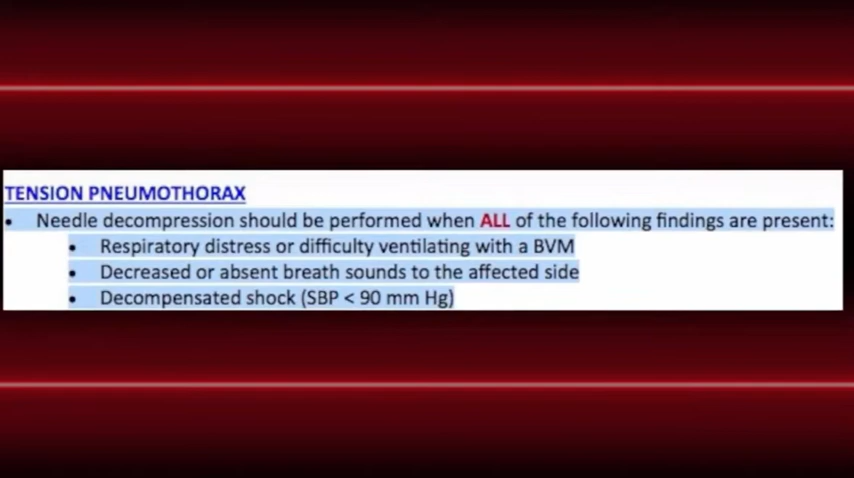 TENSION PNEUMOTHORAX
• Needle decompression should be performed when ALL of the following findings are present:
• Respiratory distress or difficulty ventilating with a BVM
• Decreased or absent breath sounds to the affected side
• Decompensated shock (SBP < 90 mm Hg)